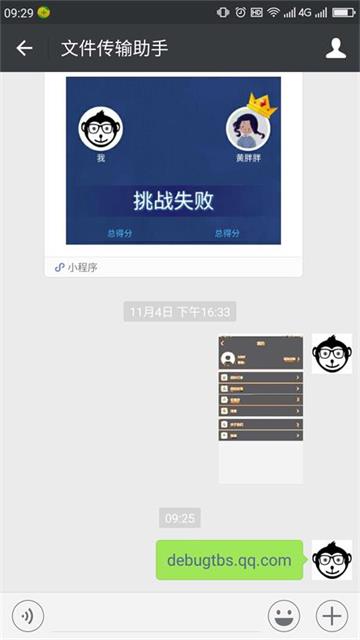 09:29
HD
4G
文件传输助手
我
黄胖胖
挑战失败
总得分
总得分
小程序
11月4日 下午16:33
09:25
debugtbs.qq.com